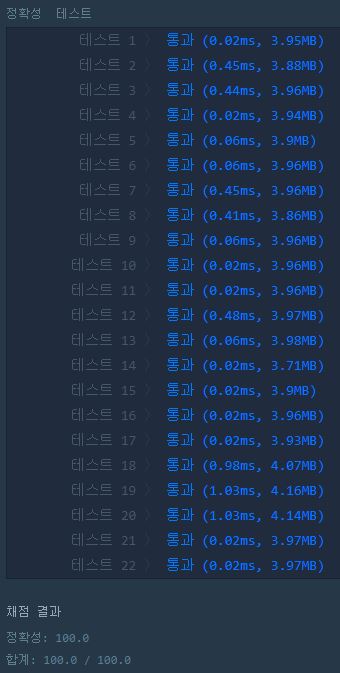 정확성  테스트
테스트 1 〉 통과 (0.02ms, 3.95MB)
테스트 2 〉 통과 (0.45ms, 3.88MB)
테스트 3 〉 통과 (0.44ms, 3.96MB)
테스트 4 〉 통과 (0.02ms, 3.94MB)
테스트 5 〉 통과 (0.06ms, 3.9MB)
테스트 6 〉 통과 (0.06ms, 3.96MB)
테스트 7 〉 통과 (0.45ms, 3.96MB)
테스트 8 〉 통과 (0.41ms, 3.86MB)
테스트 9 〉 통과 (0.06ms, 3.96MB)
테스트 10 〉 통과 (0.02ms, 3.96MB)
테스트 11 〉 통과 (0.02ms, 3.96MB)
테스트 12 〉 통과 (0.48ms, 3.97MB)
테스트 13 〉 통과 (0.06ms, 3.98MB)
테스트 14 〉 통과 (0.02ms, 3.71MB)
테스트 15 〉 통과 (0.02ms, 3.9MB)
테스트 16 〉 통과 (0.02ms, 3.96MB)
테스트 17 〉 통과 (0.02ms, 3.93MB)
테스트 18 〉 통과 (0.98ms, 4.07MB)
테스트 19 〉 통과 (1.03ms, 4.16MB)
테스트 20 〉 통과 (1.03ms, 4.14MB)
테스트 21 〉 통과 (0.02ms, 3.97MB)
테스트 22 〉 통과 (0.02ms, 3.97MB)
채점 결과
정확성: 100.0
합계: 100.0 / 100.0